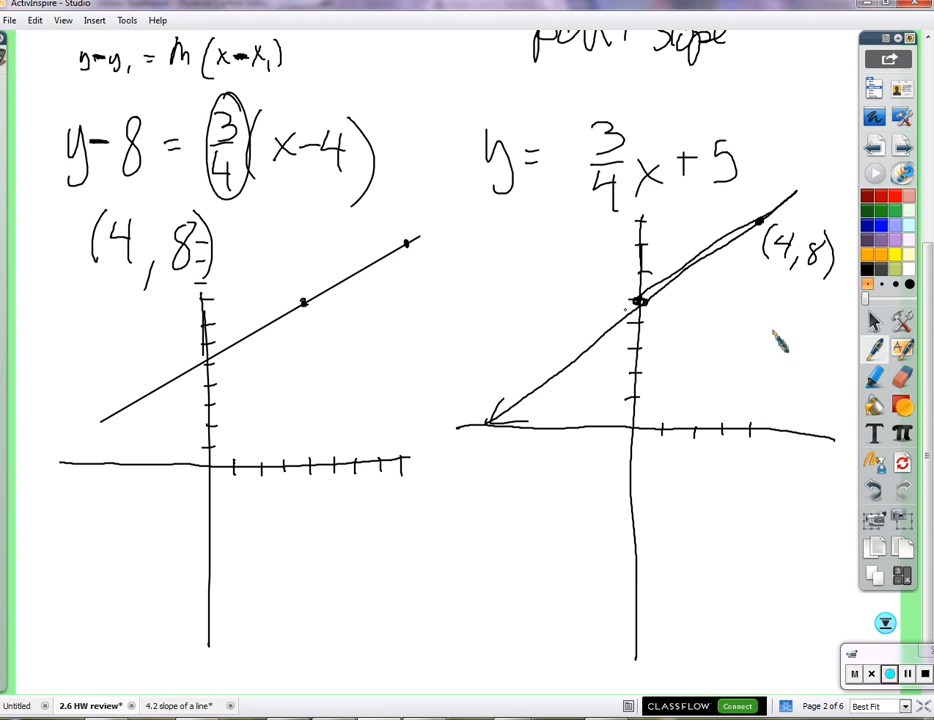 ActivInspire - Studio
File Edit View Insert Tools Help
y-y₁ = m (x-x₁)
point slope
y-8 = 3/4 (x-4)
y = 3/4 x + 5
(4, 8)
(4, 8)
M
Untitled 2.6 HW review* 4.2 slope of a line* CLASSFLOW Connect Page 2 of 6 Best Fit